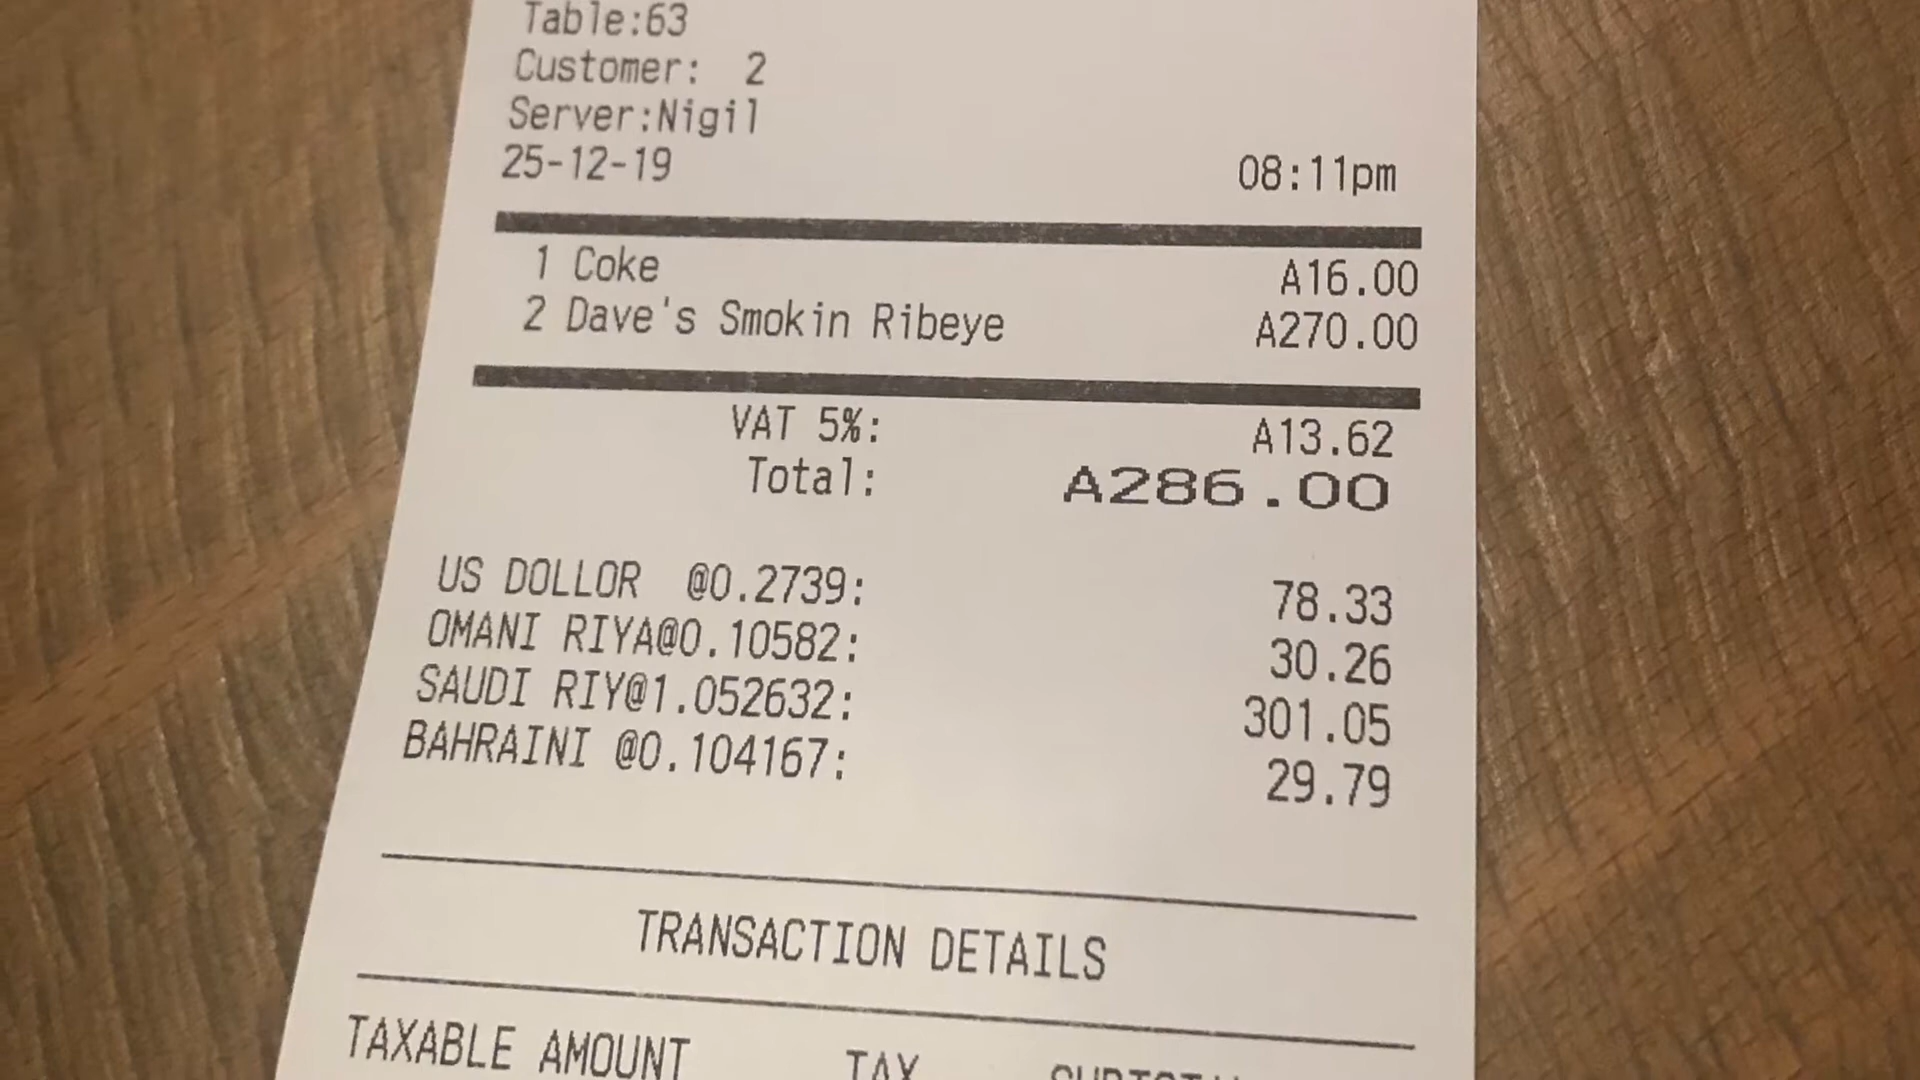 Table:63
Customer: 2
Server:Nigil
25-12-19 08:11pm
1 Coke A16.00
2 Dave's Smokin Ribeye A270.00
VAT 5%: A13.62
Total: A286.00
US DOLLOR @0.2739: 78.33
OMANI RIYA@0.10582: 30.26
SAUDI RIY@1.052632: 301.05
BAHRAINI @0.104167: 29.79
TRANSACTION DETAILS
TAXABLE AMOUNT TAX